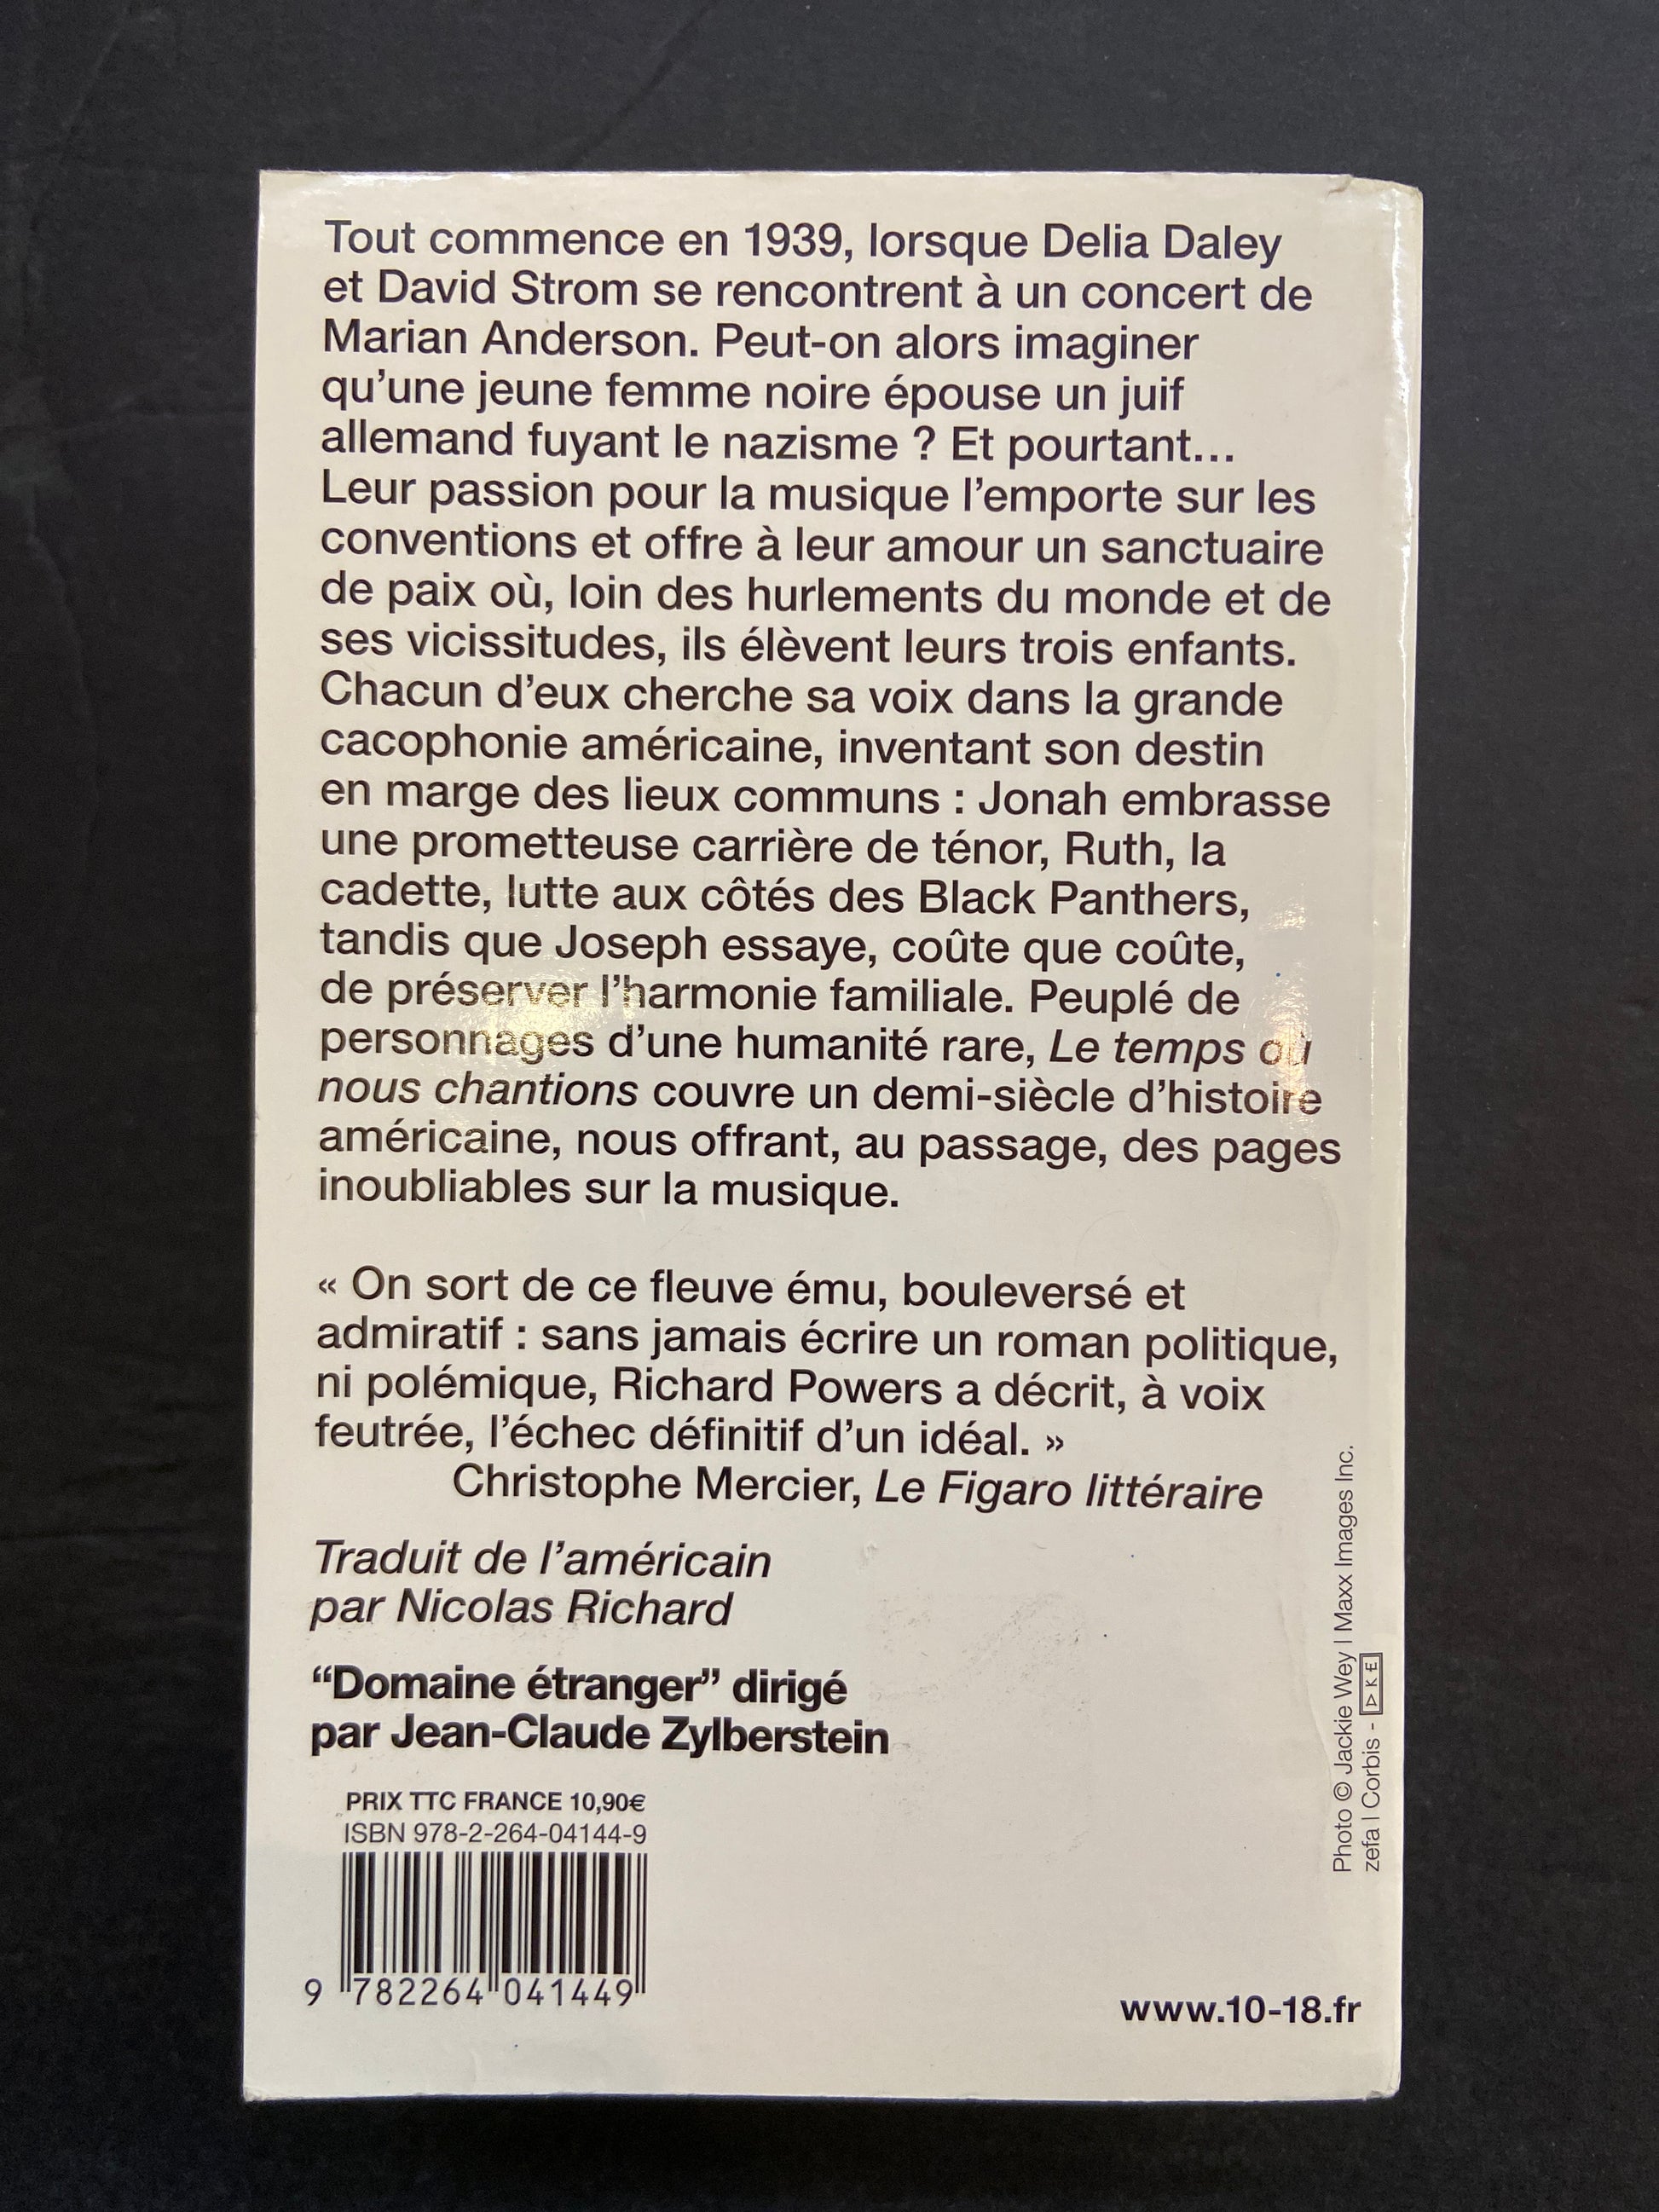 Tout commence en 1939, lorsque Delia Daley
et David Strom se rencontrent à un concert de
Marian Anderson. Peut-on alors imaginer
qu'une jeune femme noire épouse un juif
allemand fuyant le nazisme ? Et pourtant...
Leur passion pour la musique l'emporte sur les
conventions et offre à leur amour un sanctuaire
de paix où, loin des hurlements du monde et de
ses vicissitudes, ils élèvent leurs trois enfants.
Chacun d'eux cherche sa voix dans la grande
cacophonie américaine, inventant son destin
en marge des lieux communs : Jonah embrasse
une prometteuse carrière de ténor, Ruth, la
cadette, lutte aux côtés des Black Panthers,
tandis que Joseph essaye, coûte que coûte,
de préserver l'harmonie familiale. Peuplé de
personnages d'une humanité rare, Le temps où
nous chantions couvre un demi-siècle d'histoire
américaine, nous offrant, au passage, des pages
inoubliables sur la musique.
« On sort de ce fleuve ému, bouleversé et
admiratif : sans jamais écrire un roman politique,
ni polémique, Richard Powers a décrit, à voix
feutrée, l'échec définitif d'un idéal. »
Christophe Mercier, Le Figaro littéraire
Traduit de l'américain
par Nicolas Richard
“Domaine étranger” dirigé
par Jean-Claude Zylberstein
PRIX TTC FRANCE 10,90€
ISBN 978-2-264-04144-9
9 782264 041449
www.10-18.fr
Photo © Jackie Wey | Maxx Images Inc.
zefa | Corbis -